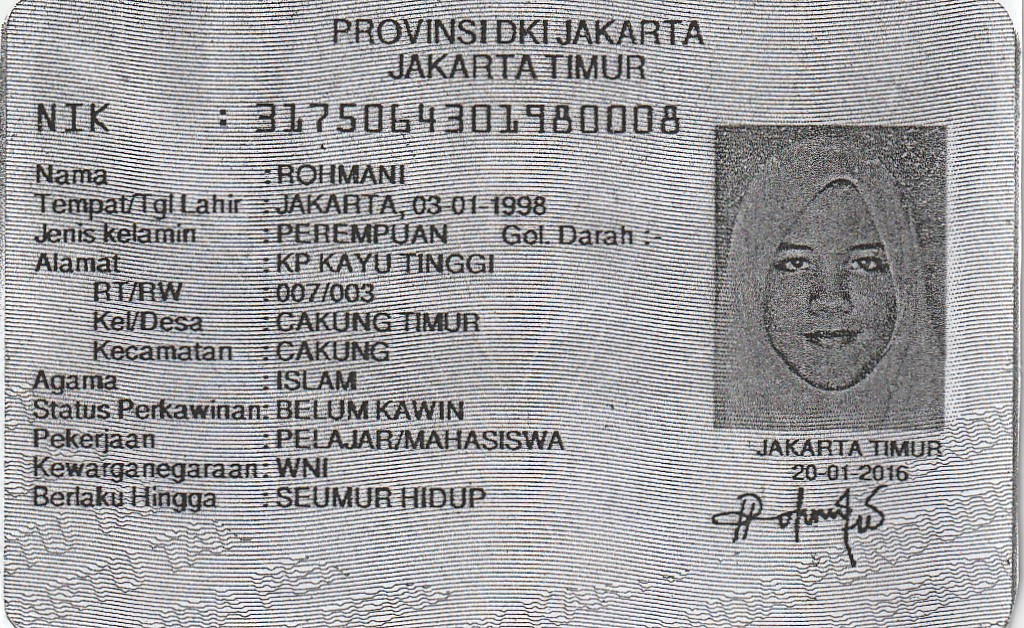 PROVINSI DKI JAKARTA
JAKARTA TIMUR
NIK : 3175064301980008
Nama : ROHMANI
Tempat/Tgl Lahir : JAKARTA, 03 01-1998
Jenis kelamin : PEREMPUAN Gol. Darah :-
Alamat : KP KAYU TINGGI
RT/RW : 007/003
Kel/Desa : CAKUNG TIMUR
Kecamatan : CAKUNG
Agama : ISLAM
Status Perkawinan: BELUM KAWIN
Pekerjaan : PELAJAR/MAHASISWA
Kewarganegaraan: WNI
Berlaku Hingga : SEUMUR HIDUP
JAKARTA TIMUR
20-01-2016